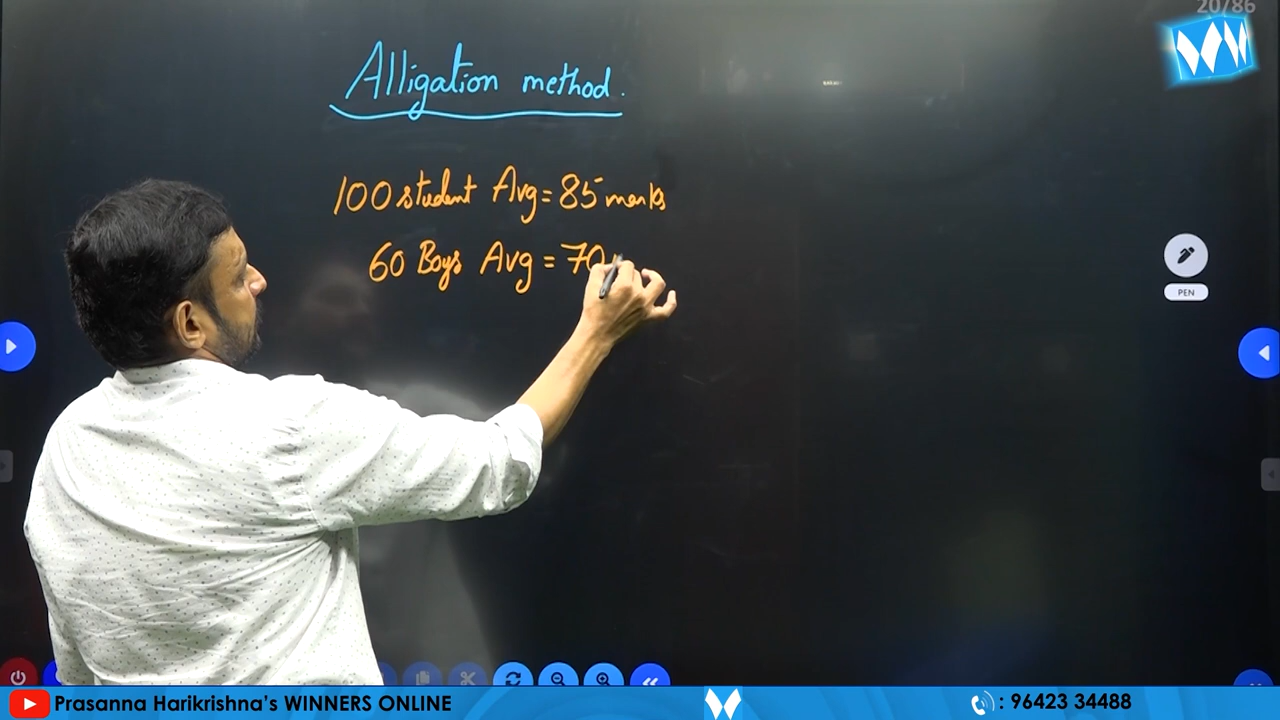 20/86
Alligation method.
100 student Avg = 85 marks
60 Boys Avg = 70
PEN
Prasanna Harikrishna's WINNERS ONLINE
: 96423 34488